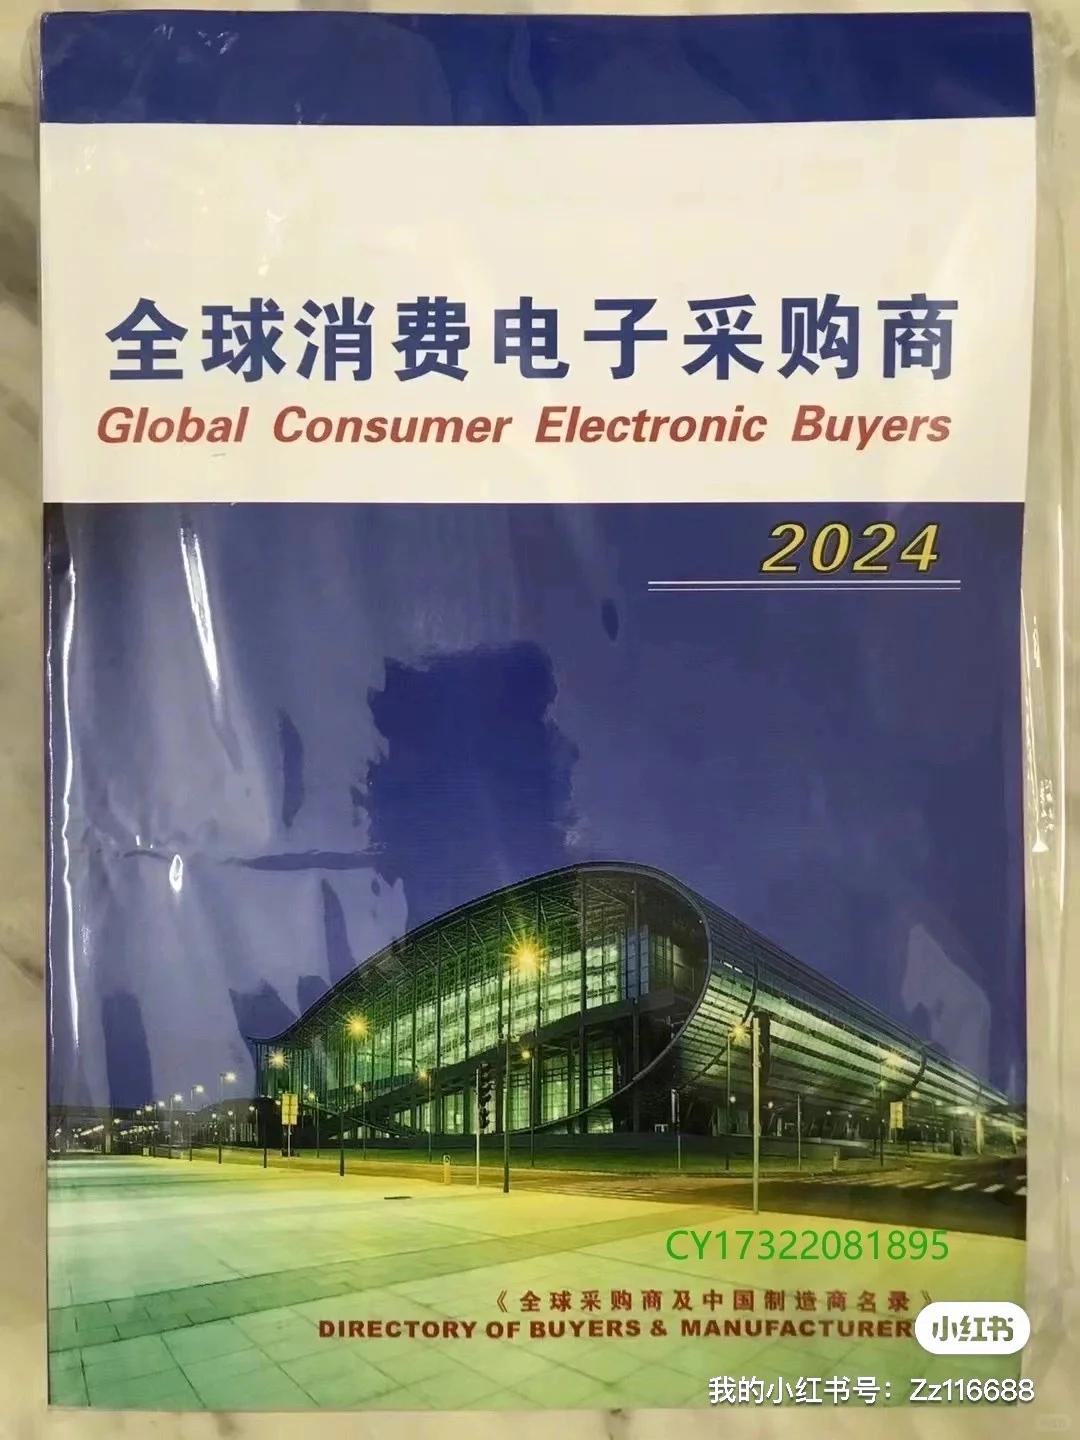 全球消费电子采购商
Global Consumer Electronic Buyers
2024
CY17322081895
《全球采购商及中国制造商名录》
DIRECTORY OF BUYERS & MANUFACTURER
小红书
我的小红书号：Zz116688